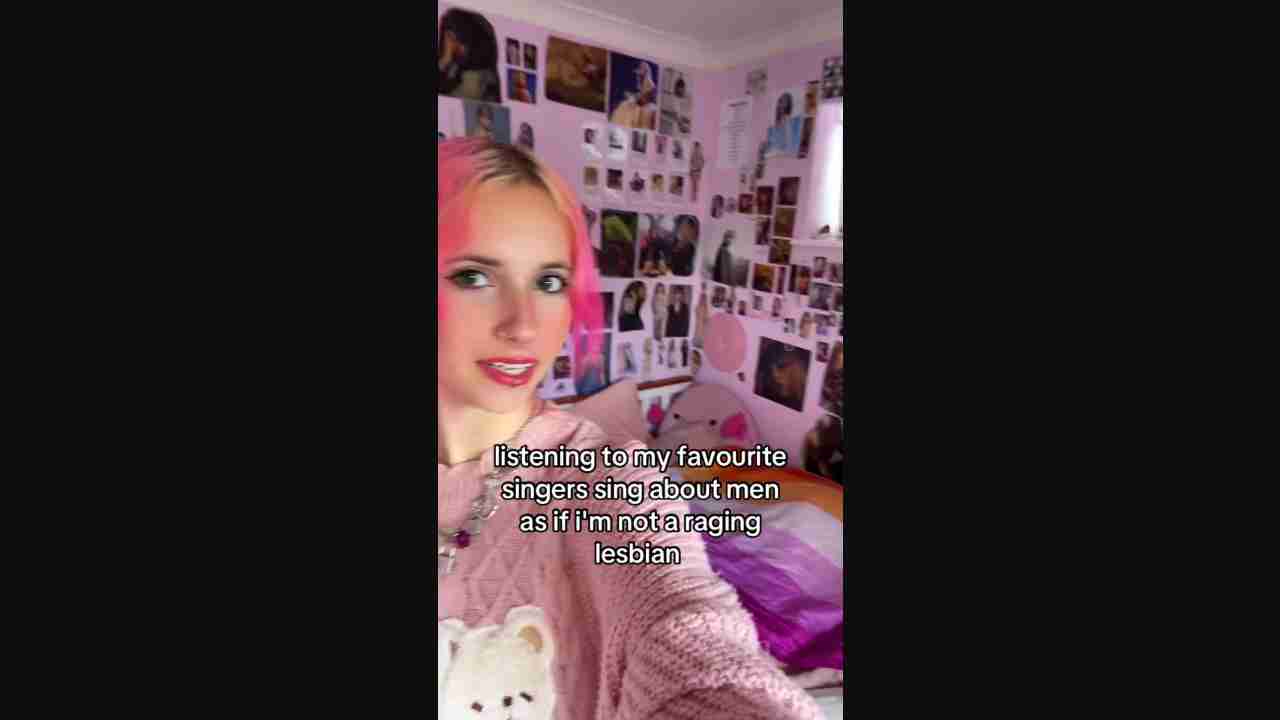 listening to my favourite
singers sing about men
as if i'm not a raging
lesbian